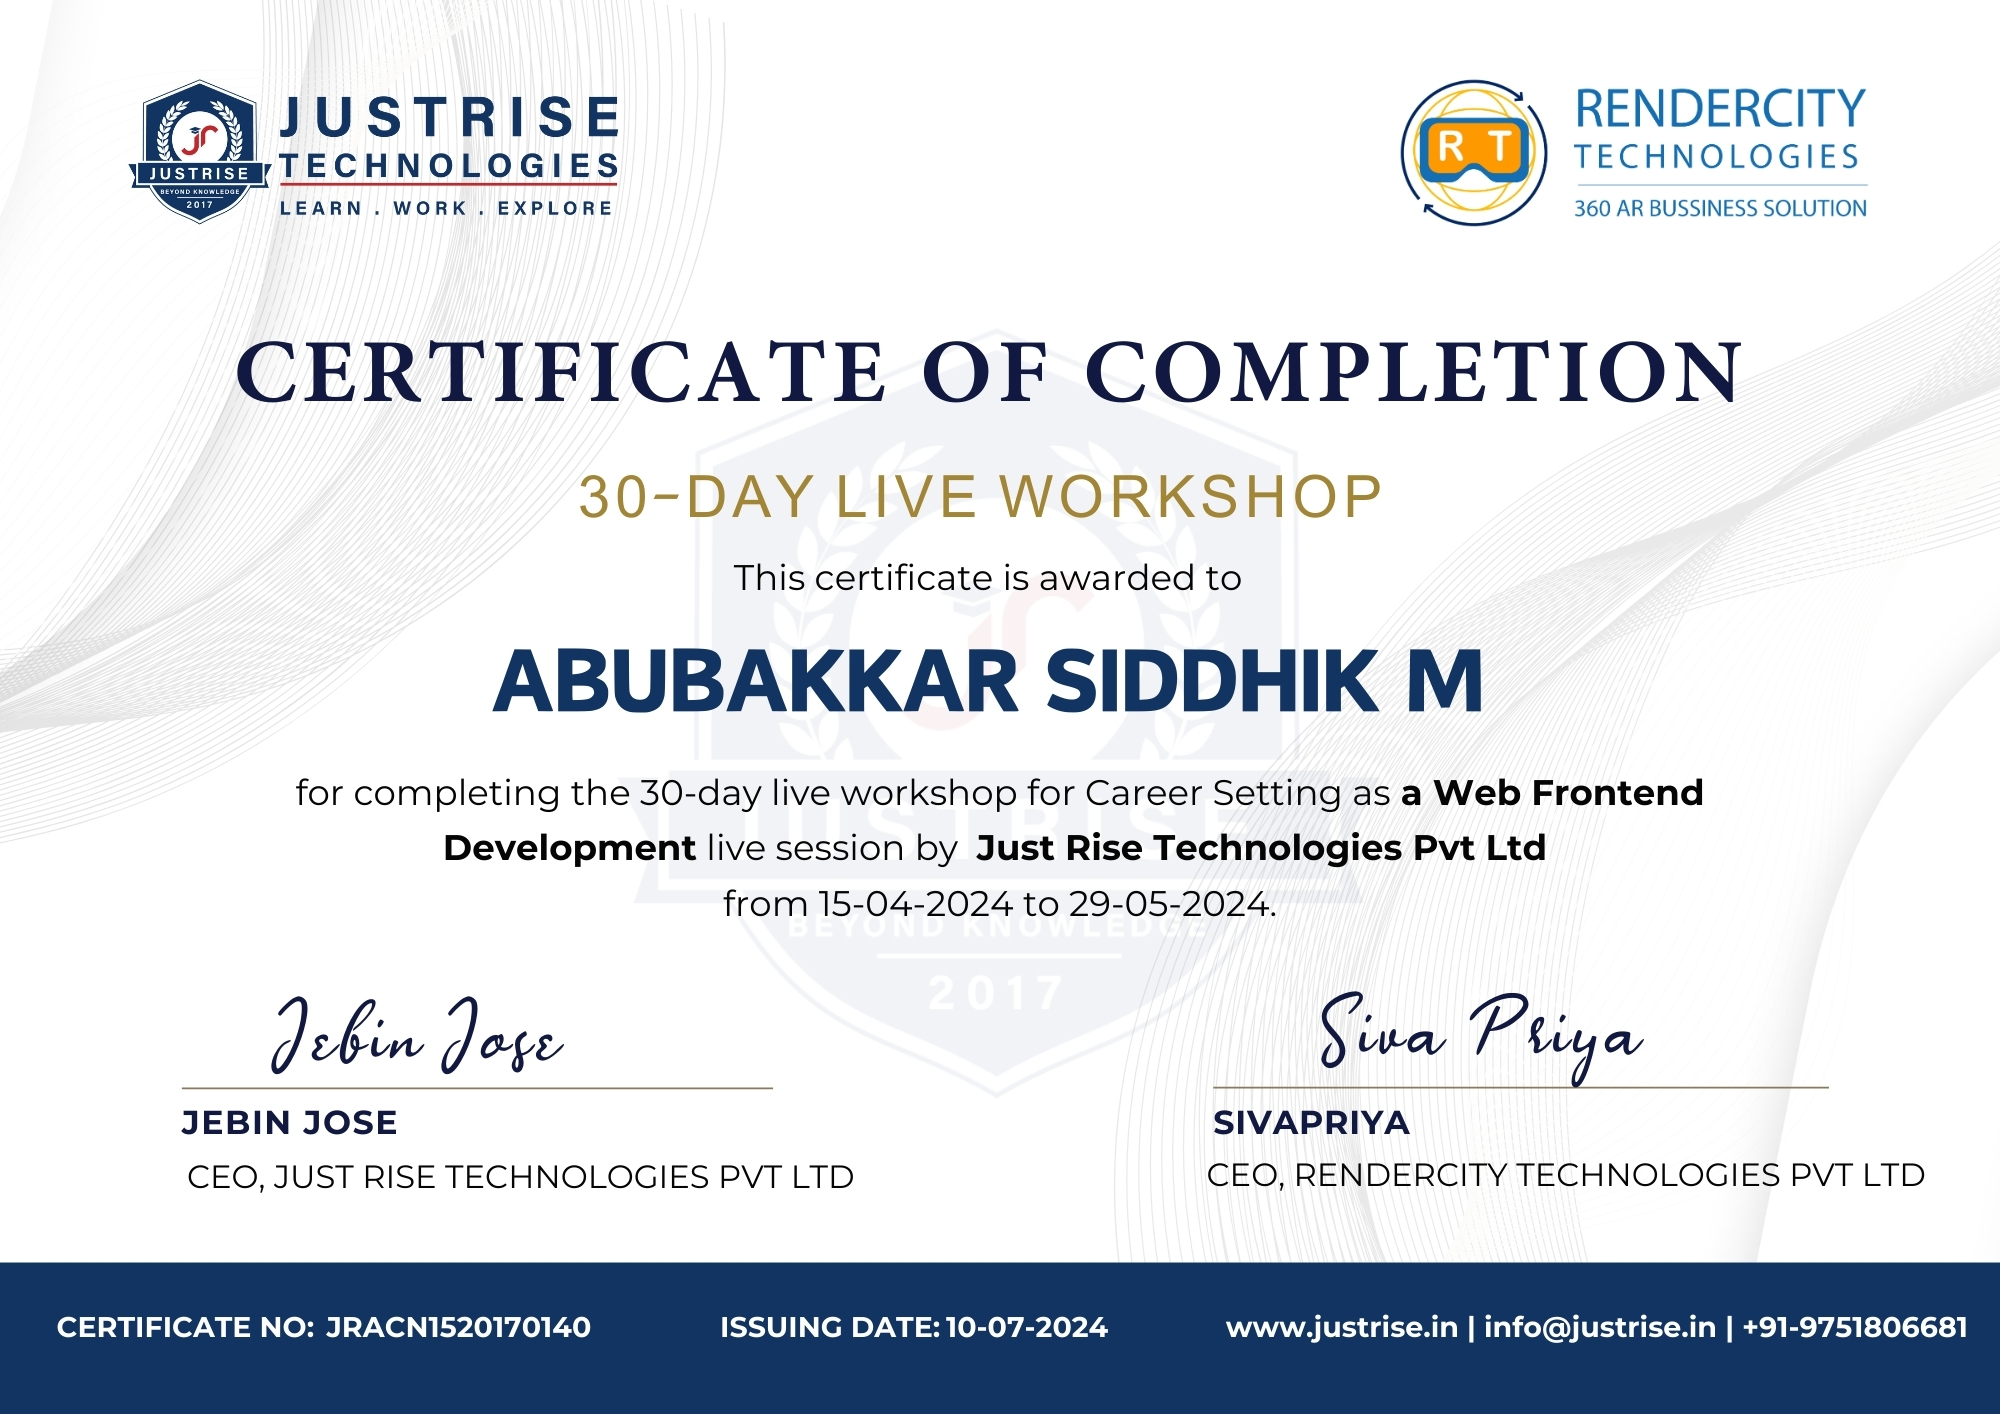 JUSTRISE
TECHNOLOGIES
LEARN . WORK . EXPLORE
JUSTRISE
BEYOND KNOWLEDGE
2017
R T
RENDERCITY
TECHNOLOGIES
360 AR BUSSINESS SOLUTION
CERTIFICATE OF COMPLETION
30-DAY LIVE WORKSHOP
This certificate is awarded to
ABUBAKKAR SIDDHIK M
for completing the 30-day live workshop for Career Setting as a Web Frontend
Development live session by Just Rise Technologies Pvt Ltd
from 15-04-2024 to 29-05-2024.
JUSTRISE
BEYOND KNOWLEDGE
2017
Jebin Jose
JEBIN JOSE
CEO, JUST RISE TECHNOLOGIES PVT LTD
Siva Priya
SIVAPRIYA
CEO, RENDERCITY TECHNOLOGIES PVT LTD
CERTIFICATE NO: JRACN1520170140
ISSUING DATE: 10-07-2024
www.justrise.in | info@justrise.in | +91-9751806681